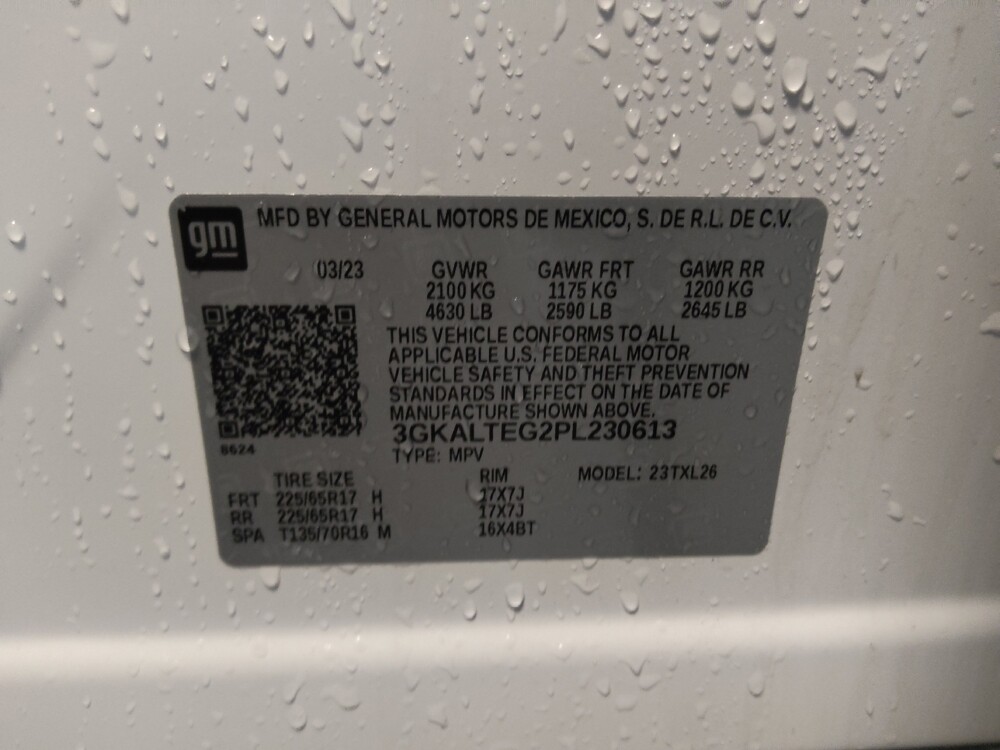 gm
MFD BY GENERAL MOTORS DE MEXICO, S. DE R.L. DE C.V.
03/23 GVWR GAWR FRT GAWR RR
2100 KG 1175 KG 1200 KG
4630 LB 2590 LB 2645 LB
THIS VEHICLE CONFORMS TO ALL
APPLICABLE U.S. FEDERAL MOTOR
VEHICLE SAFETY AND THEFT PREVENTION
STANDARDS IN EFFECT ON THE DATE OF
MANUFACTURE SHOWN ABOVE.
3GKALTEG2PL230613
8624
TYPE: MPV
TIRE SIZE RIM MODEL: 23TXL26
FRT 225/65R17 H 17X7J
RR 225/65R17 H 17X7J
SPA T135/70R16 M 16X4BT